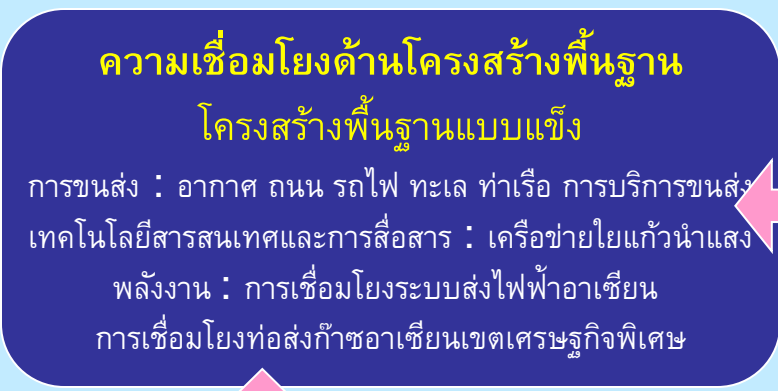 ความเชื่อมโยงด้านโครงสร้างพื้นฐาน
โครงสร้างพื้นฐานแบบแข็ง
การขนส่ง : อากาศ ถนน รถไฟ ทะเล ท่าเรือ การบริการขนส่ง
เทคโนโลยีสารสนเทศและการสื่อสาร : เครือข่ายใยแก้วนำแสง
พลังงาน : การเชื่อมโยงระบบส่งไฟฟ้าอาเซียน
การเชื่อมโยงท่อส่งก๊าซอาเซียนเขตเศรษฐกิจพิเศษ